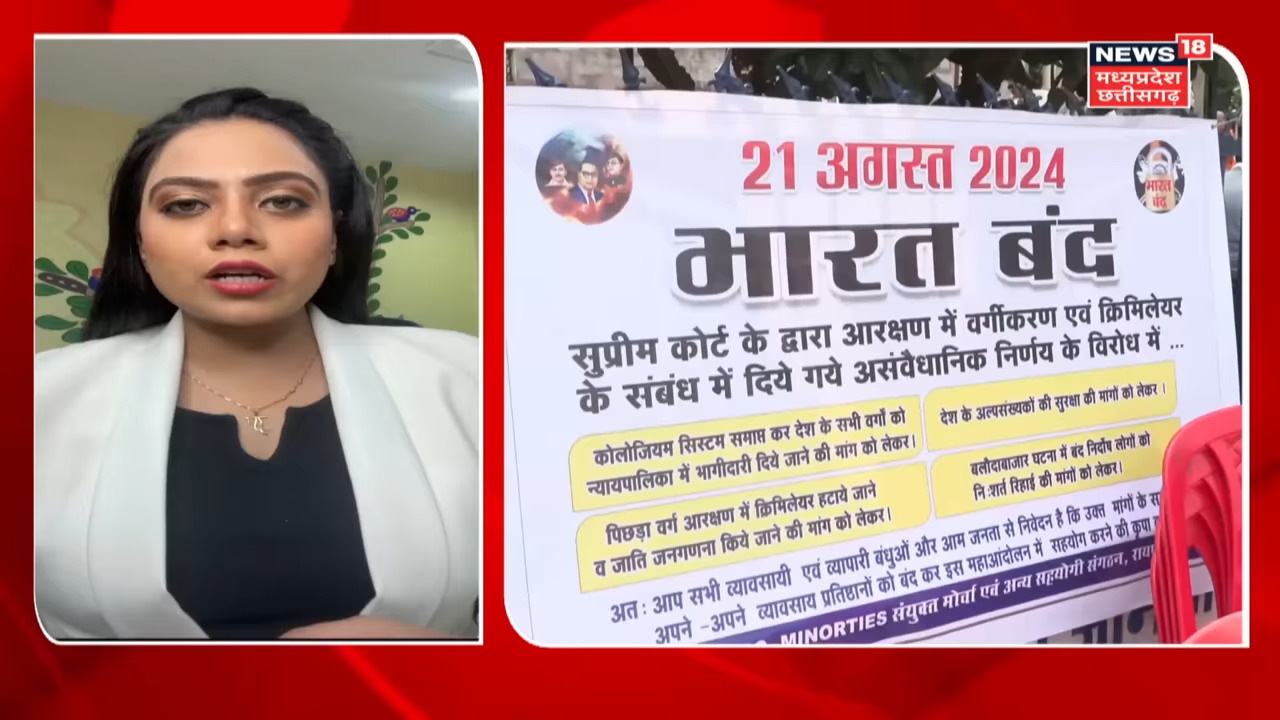 NEWS 18
मध्यप्रदेश
छत्तीसगढ़
21 अगस्त 2024
भारत बंद
भारत
बंद
सुप्रीम कोर्ट के द्वारा आरक्षण में वर्गीकरण एवं क्रिमिलेयर
के संबंध में दिये गये असंवैधानिक निर्णय के विरोध में ...
कोलोजियम सिस्टम समाप्त कर देश के सभी वर्गों को
न्यायपालिका में भागीदारी दिये जाने की मांग को लेकर।
देश के अल्पसंख्यकों की सुरक्षा की मांगों को लेकर।
पिछड़ा वर्ग आरक्षण में क्रिमिलेयर हटाये जाने
व जाति जनगणना किये जाने की मांग को लेकर।
बलौदाबाजार घटना में बंद निर्दोष लोगों को
नि:शर्त रिहाई की मांगों को लेकर।
अत: आप सभी व्यावसायी एवं व्यापारी बंधुओं और आम जनता से निवेदन है कि उक्त मांगों के
अपने -अपने व्यावसाय प्रतिष्ठानों को बंद कर इस महाआंदोलन में सहयोग करने की कृपा
MINORTIES संयुक्त मोर्चा एवं अन्य सहयोगी संगठन,